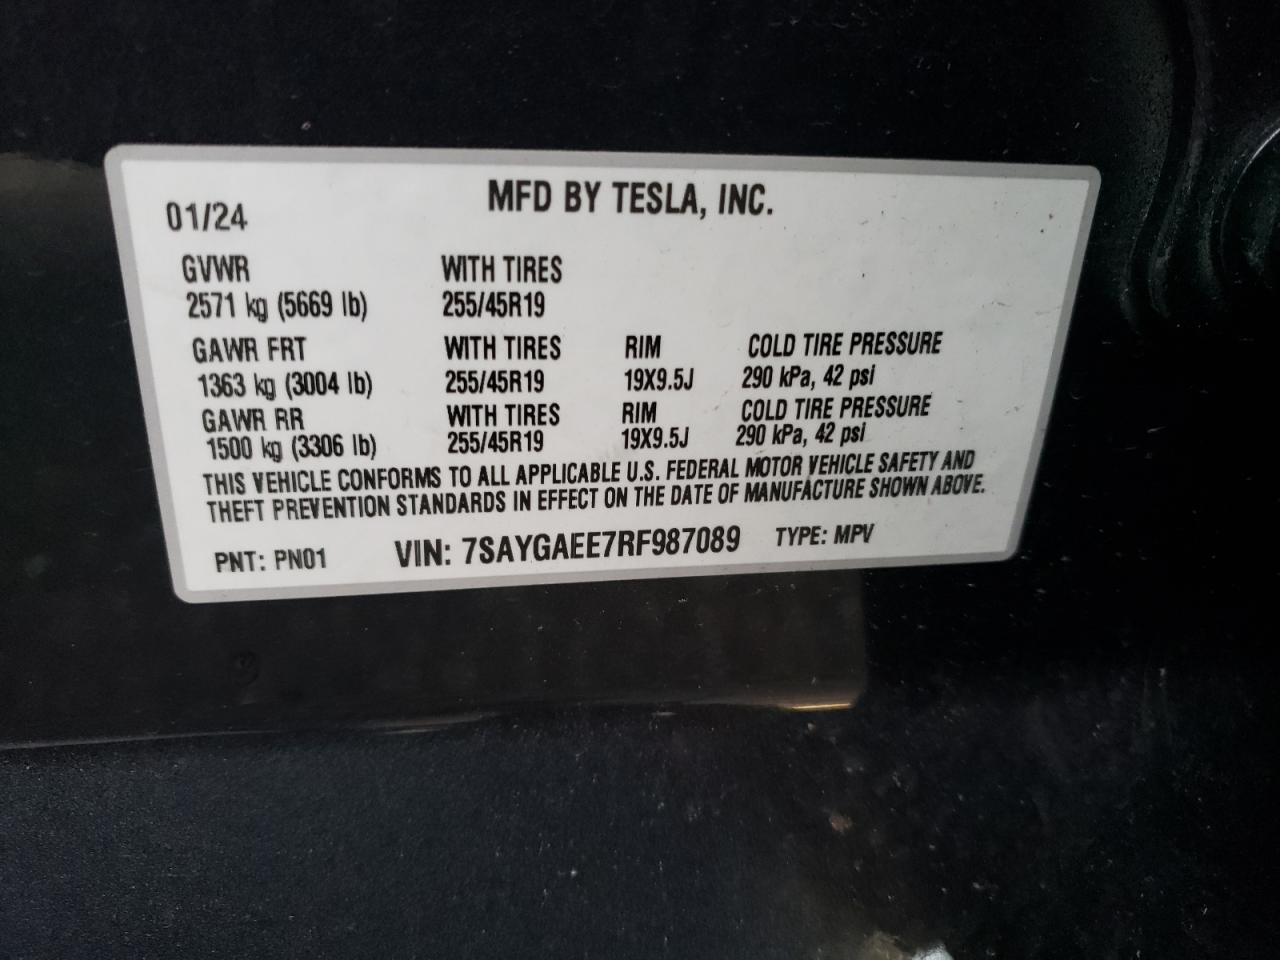 MFD BY TESLA, INC.
01/24
GVWR WITH TIRES
2571 kg (5669 lb) 255/45R19
GAWR FRT WITH TIRES RIM COLD TIRE PRESSURE
1363 kg (3004 lb) 255/45R19 19X9.5J 290 kPa, 42 psi
GAWR RR WITH TIRES RIM COLD TIRE PRESSURE
1500 kg (3306 lb) 255/45R19 19X9.5J 290 kPa, 42 psi
THIS VEHICLE CONFORMS TO ALL APPLICABLE U.S. FEDERAL MOTOR VEHICLE SAFETY AND
THEFT PREVENTION STANDARDS IN EFFECT ON THE DATE OF MANUFACTURE SHOWN ABOVE.
PNT: PN01 VIN: 7SAYGAEE7RF987089 TYPE: MPV